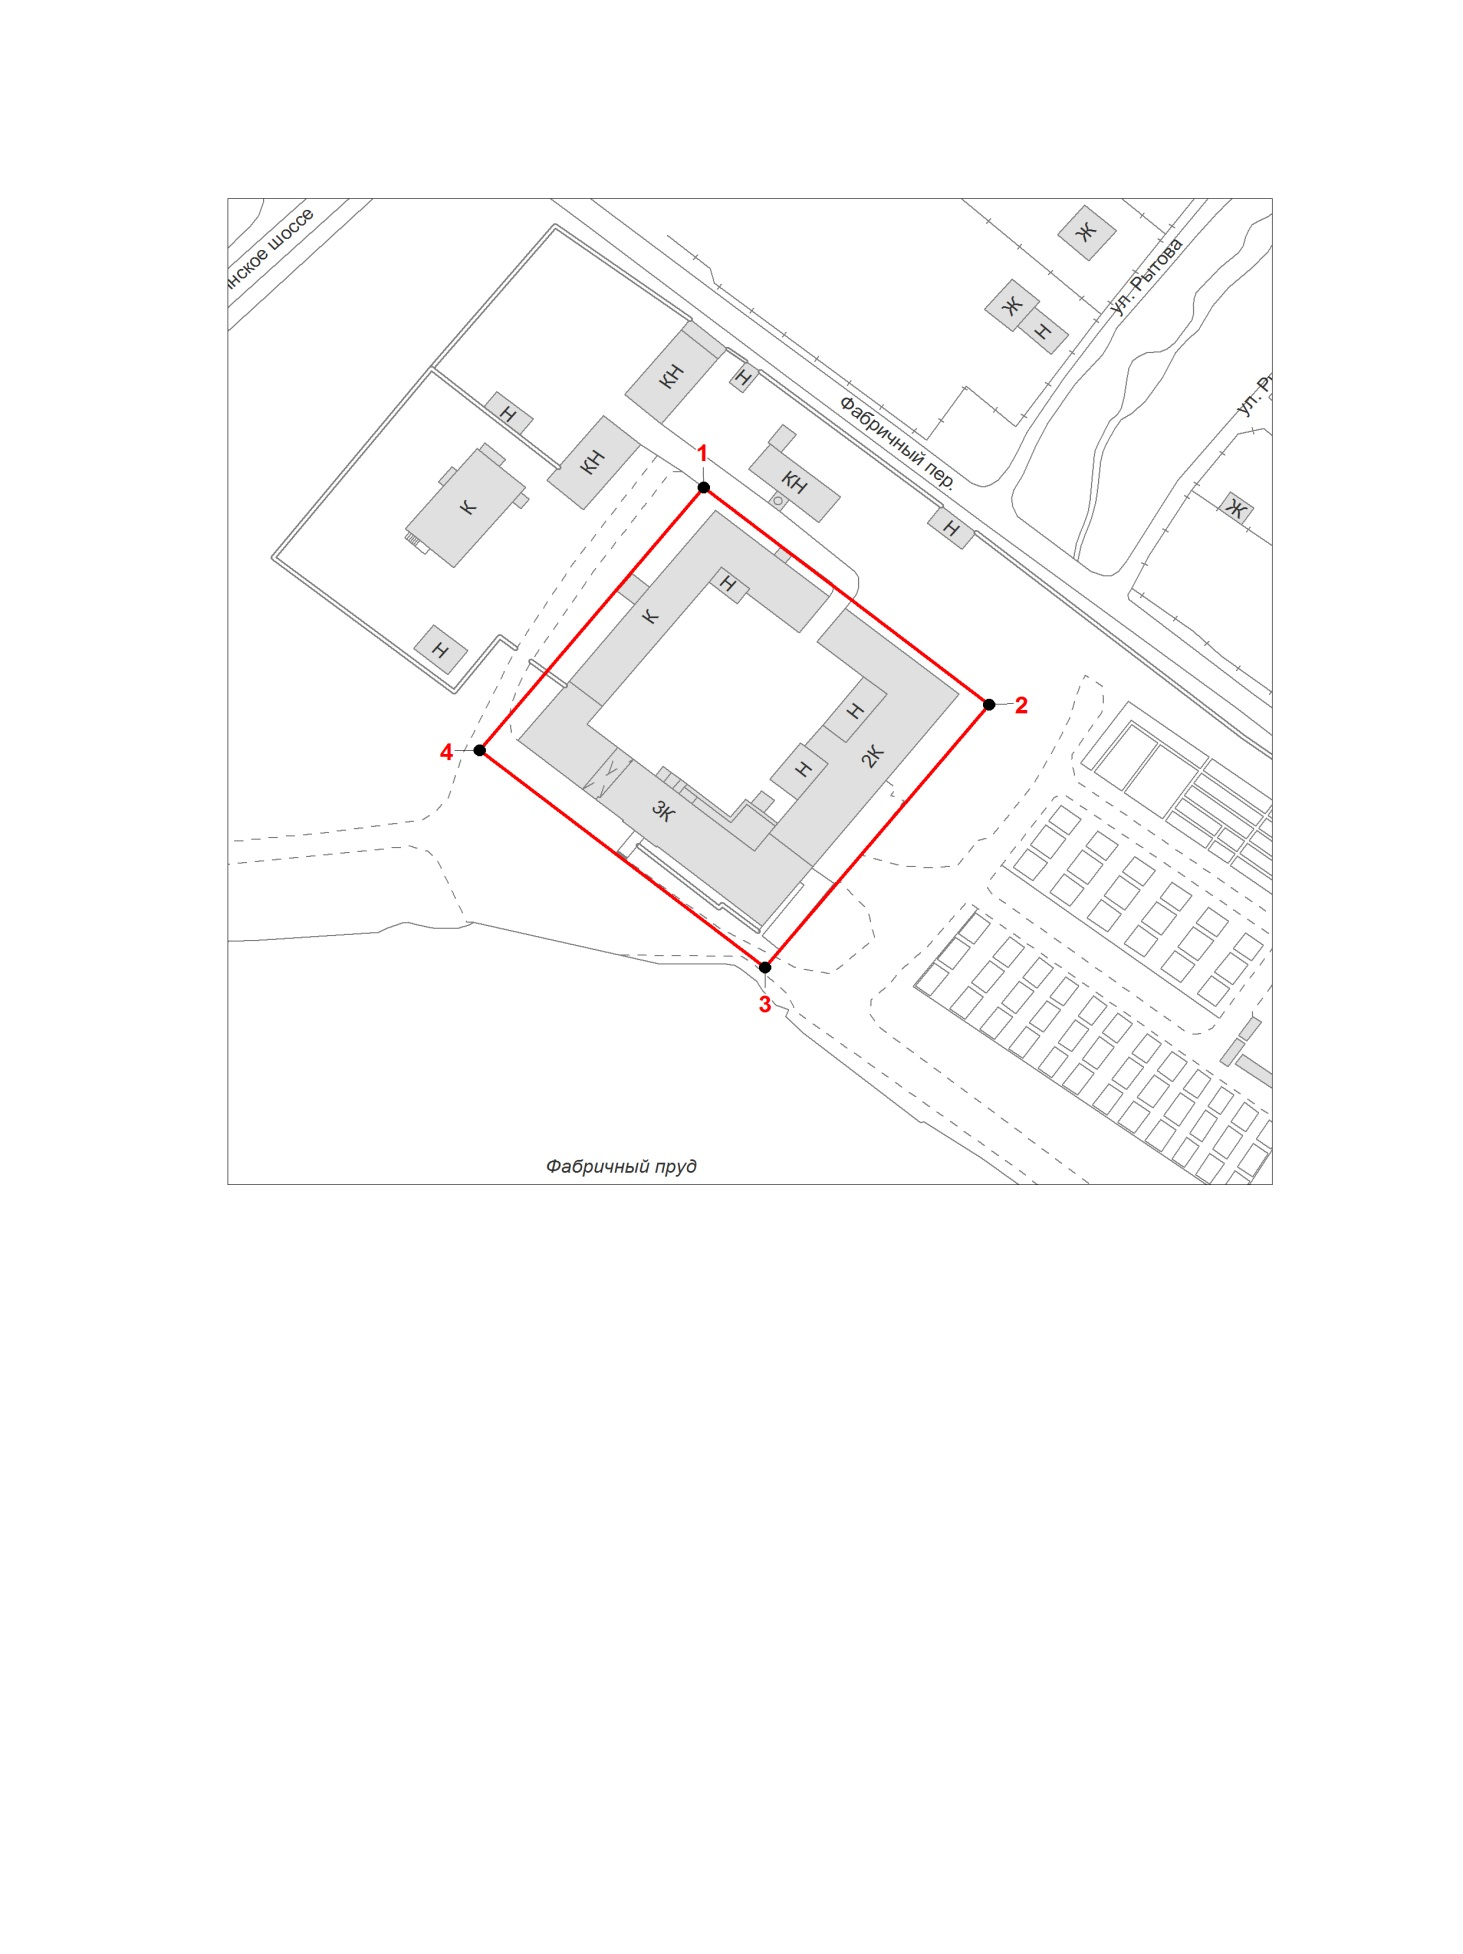 нское шоссе
Ж
ул. Рытова
Ж
Н
КН
Н
ул. Р
Н
Фабричный пер.
1
КН
КН
К
Ж
Н
Н
К
Н
2
Н
2К
4
Н
3К
3
Фабричный пруд